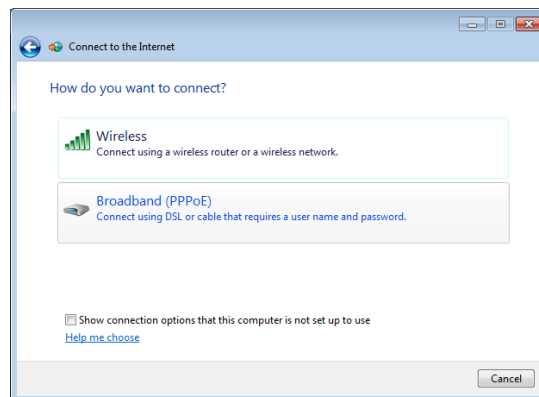 Connect to the Internet
How do you want to connect?
Wireless
Connect using a wireless router or a wireless network.
Broadband (PPPoE)
Connect using DSL or cable that requires a user name and password.
Show connection options that this computer is not set up to use
Help me choose
Cancel